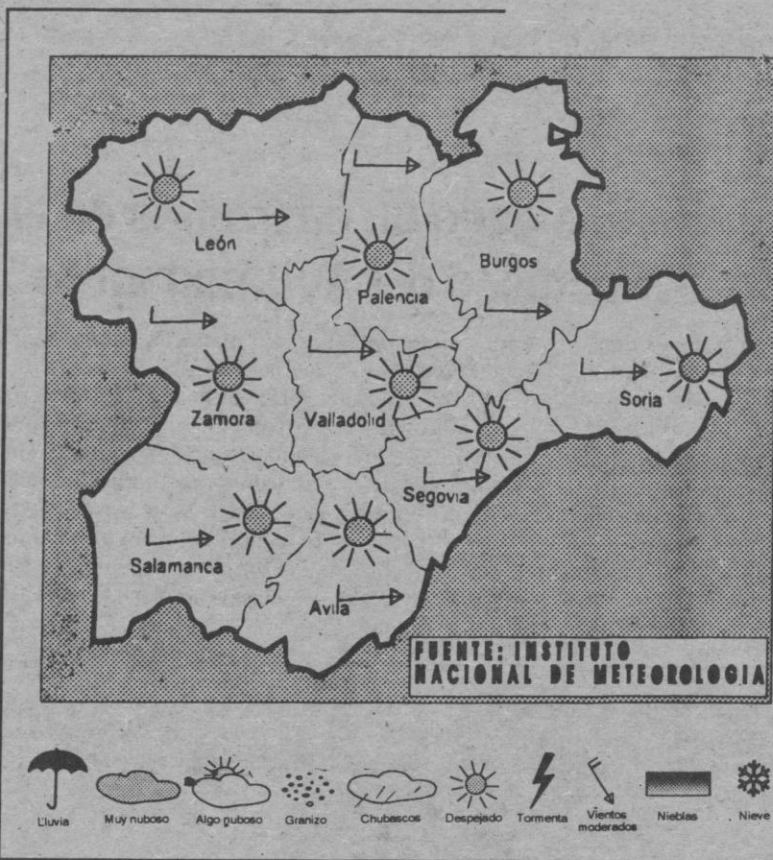 León
Burgos
Palencia
Zamora
Valladolid
Soria
Segovia
Salamanca
Avila
FUENTE: INSTITUTO
NACIONAL DE METEOROLOGIA
Lluvia
Muy nuboso
Algo nuboso
Granizo
Chubascos
Despejado
Tormenta
Vientos
moderados
Nieblas
Nieve